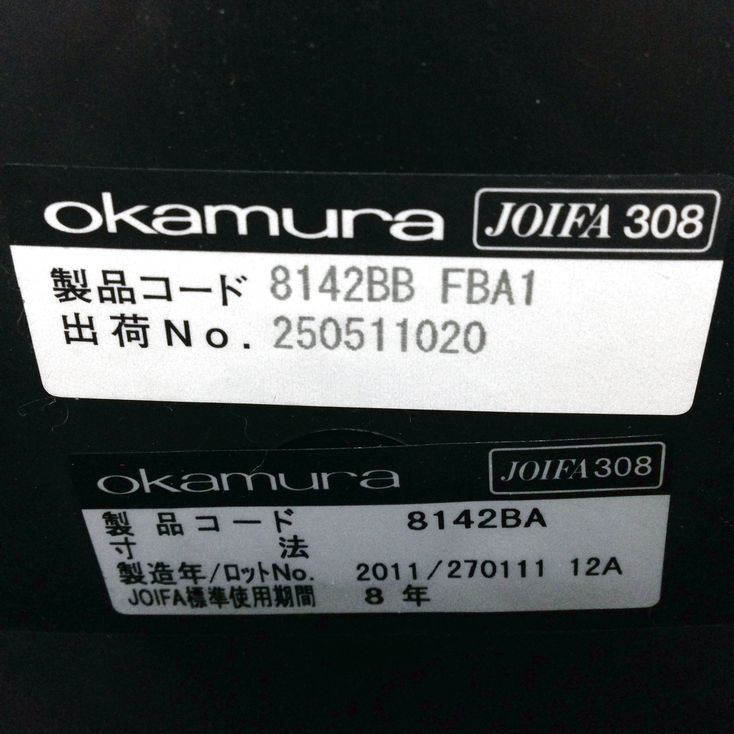 okamura JOIFA 308
製品コード 8142BB FBA1
出荷No. 250511020
okamura JOIFA 308
製品コード 8142BA
寸法
製造年/ロットNo. 2011/270111 12A
JOIFA標準使用期間 8年